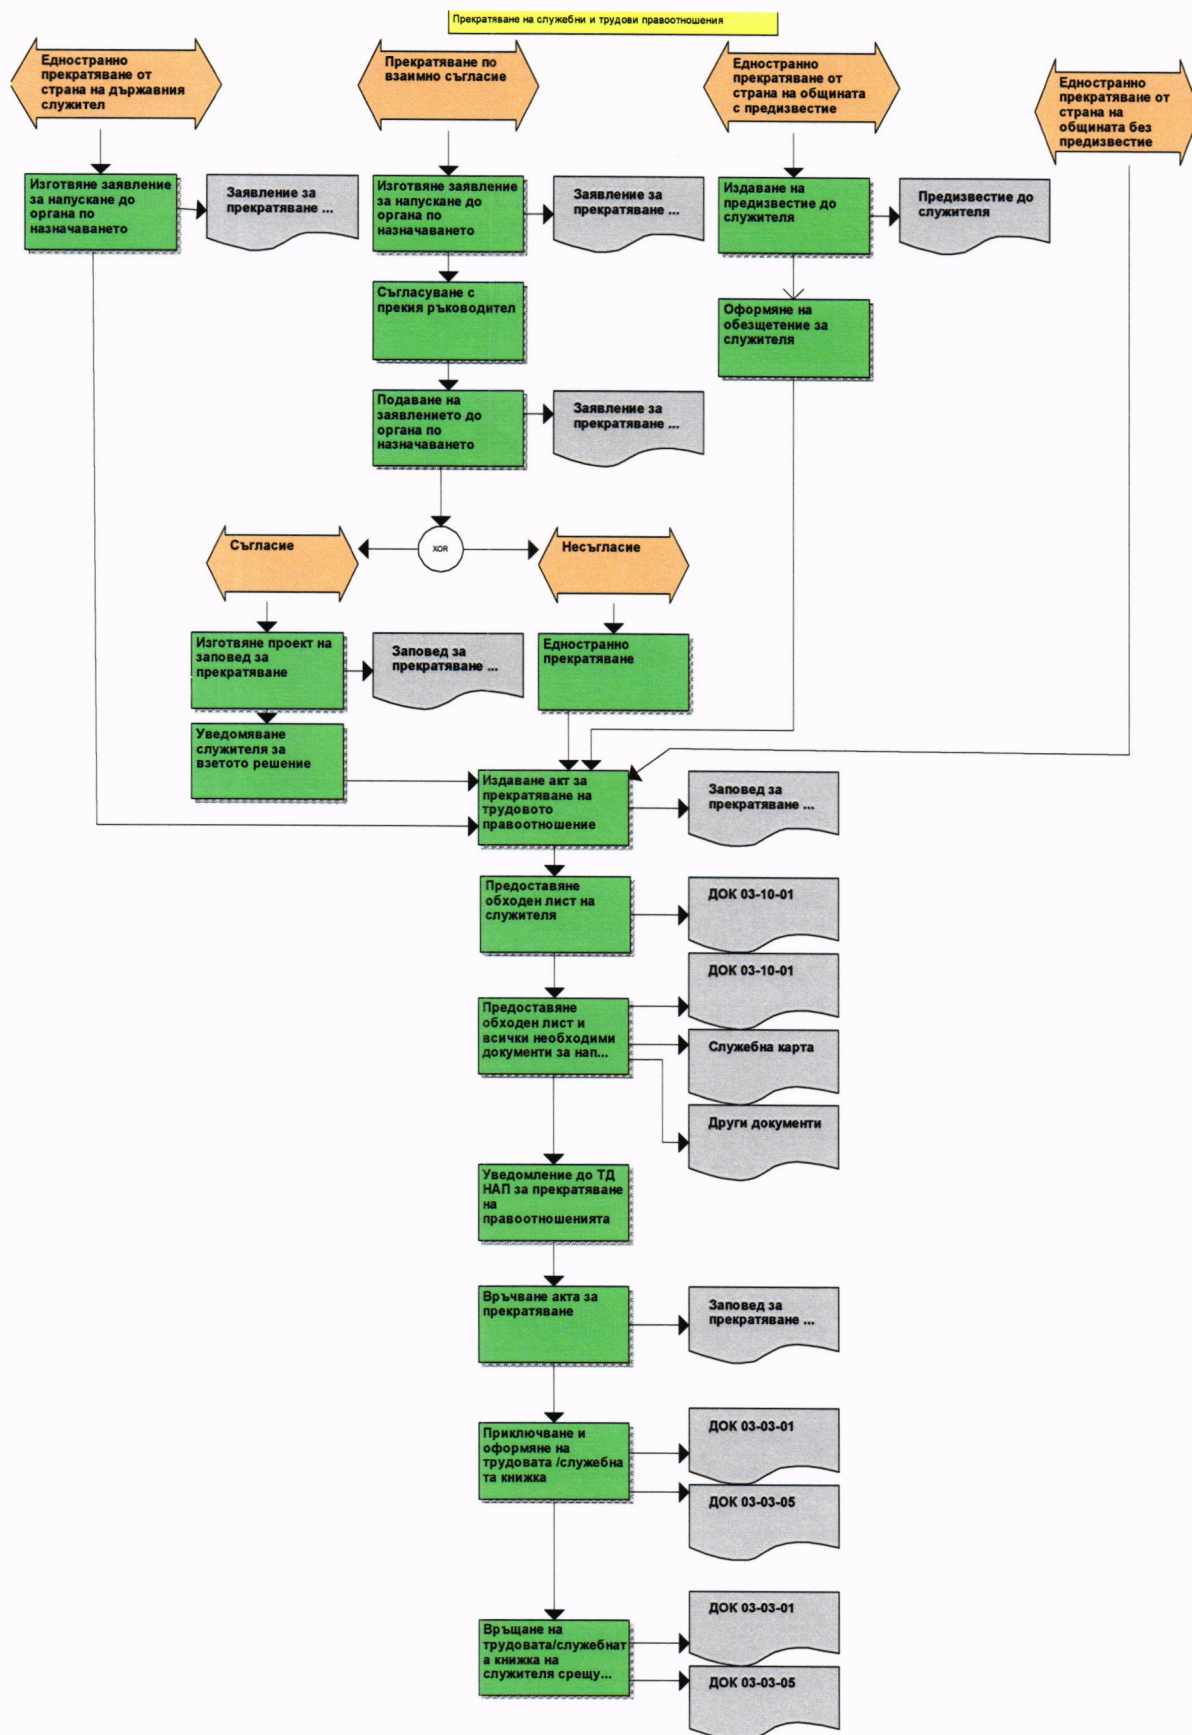 Прекратяване на служебни и трудови правоотношения
Едностранно
прекратяване от
страна на държавния
служител
Прекратяване по
взаимно съгласие
Едностранно
прекратяване от
страна на общината
с предизвестие
Едностранно
прекратяване от
страна на
общината без
предизвестие
Изготвяне заявление
за напускане до
органа по
назначаването
Заявление за
прекратяване ...
Изготвяне заявление
за напускане до
органа по
назначаването
Заявление за
прекратяване ...
Издаване на
предизвестие до
служителя
Предизвестие до
служителя
Съгласуване с
прекия ръководител
Оформяне на
обезщетение за
служителя
Подаване на
заявлението до
органа по
назначаването
Заявление за
прекратяване ...
Съгласие
XOR
Несъгласие
Изготвяне проект на
заповед за
прекратяване
Заповед за
прекратяване ...
Едностранно
прекратяване
Уведомяване
служителя за
взетото решение
Издаване акт за
прекратяване на
трудовото
правоотношение
Заповед за
прекратяване ...
Предоставяне
обходен лист на
служителя
ДОК 03-10-01
ДОК 03-10-01
Предоставяне
обходен лист и
всички необходими
документи за нап...
Служебна карта
Други документи
Уведомление до ТД
НАП за прекратяване
на
правоотношенията
Връчване акта за
прекратяване
Заповед за
прекратяване ...
Приключване и
оформяне на
трудовата /служебна
та книжка
ДОК 03-03-01
ДОК 03-03-05
Връщане на
трудовата/служебнат
а книжка на
служителя срещу...
ДОК 03-03-01
ДОК 03-03-05